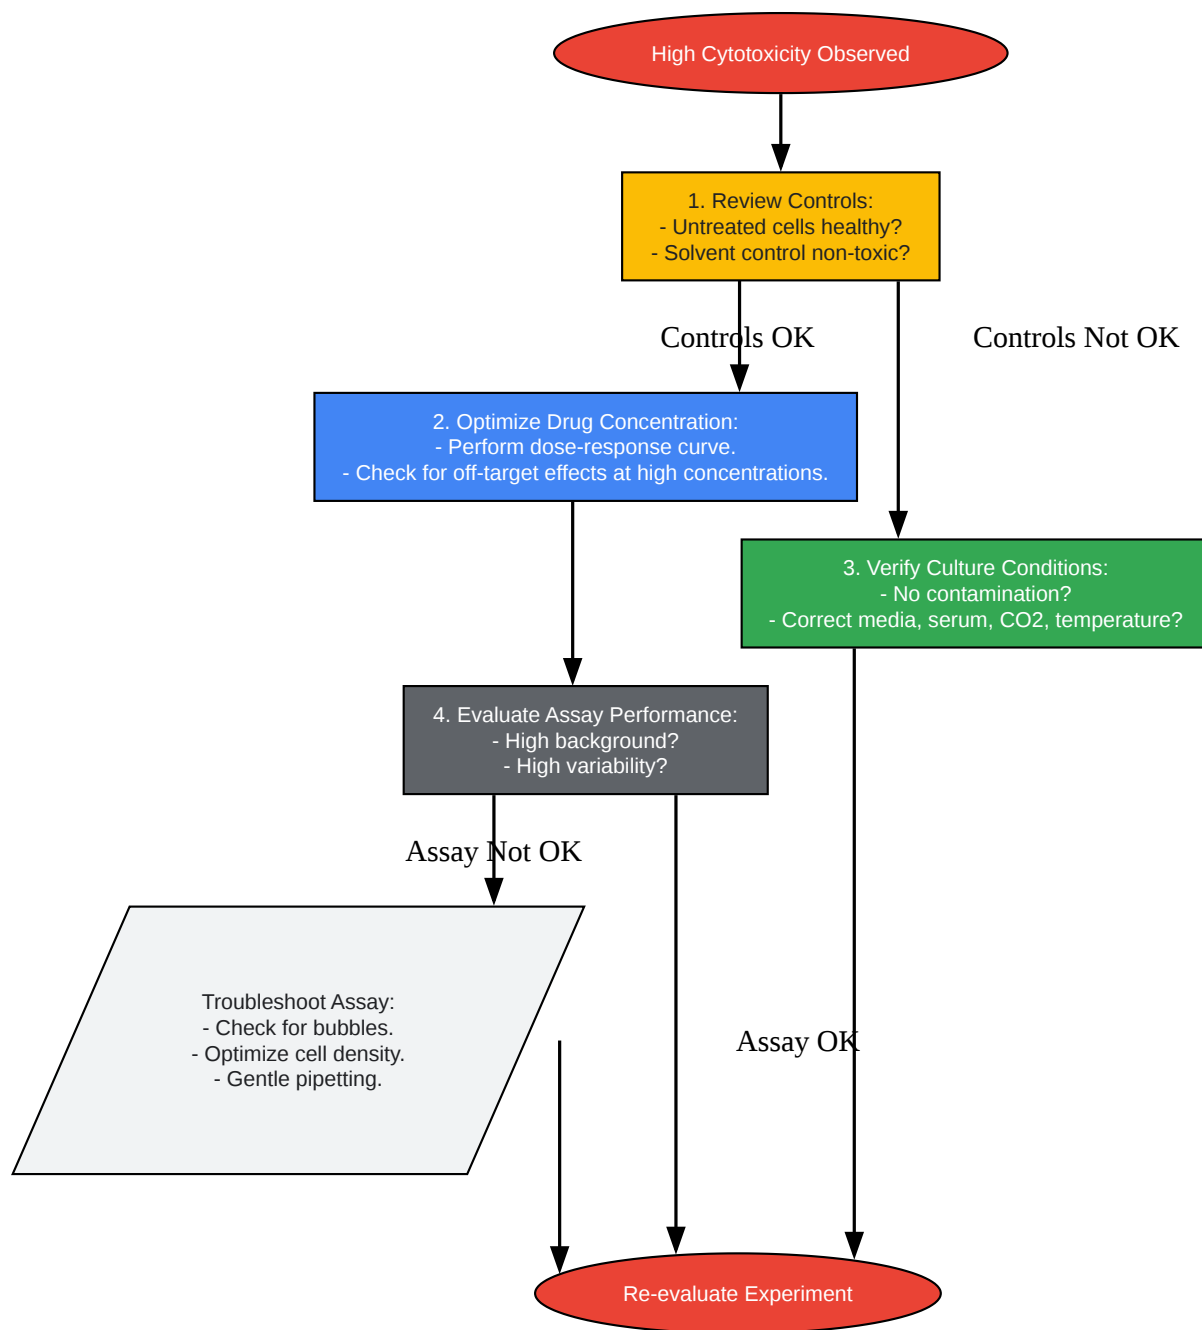 High Cytotoxicity Observed
1. Review Controls:
- Untreated cells healthy?
- Solvent control non-toxic?
Controls OK
Controls Not OK
2. Optimize Drug Concentration:
- Perform dose-response curve.
- Check for off-target effects at high concentrations.
3. Verify Culture Conditions:
- No contamination?
- Correct media, serum, CO2, temperature?
4. Evaluate Assay Performance:
- High background?
- High variability?
Assay Not OK
Troubleshoot Assay:
- Check for bubbles.
- Optimize cell density.
- Gentle pipetting.
Assay OK
Re-evaluate Experiment